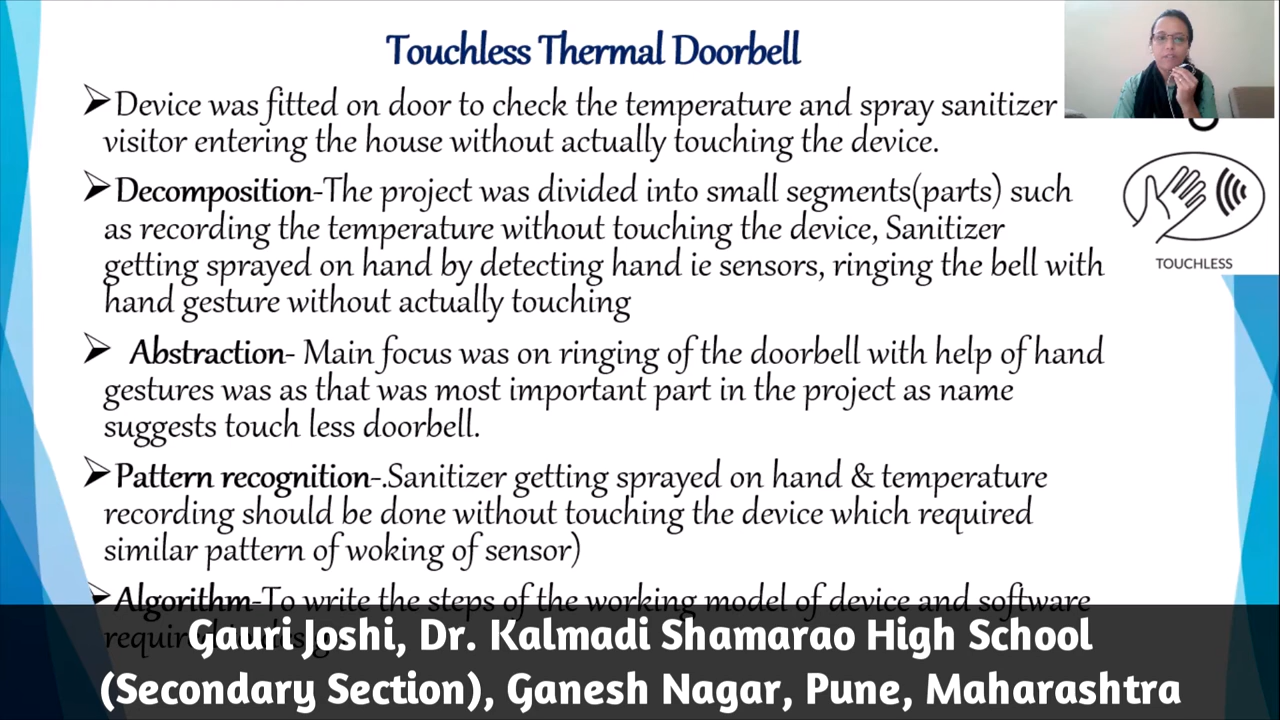 Touchless Thermal Doorbell
Device was fitted on door to check the temperature and spray sanitizer
visitor entering the house without actually touching the device.
Decomposition-The project was divided into small segments(parts) such
as recording the temperature without touching the device, Sanitizer
getting sprayed on hand by detecting hand ie sensors, ringing the bell with
hand gesture without actually touching
TOUCHLESS
Abstraction- Main focus was on ringing of the doorbell with help of hand
gestures was as that was most important part in the project as name
suggests touch less doorbell.
Pattern recognition-.Sanitizer getting sprayed on hand & temperature
recording should be done without touching the device which required
similar pattern of woking of sensor)
Algorithm-To write the steps of the working model of device and software
Gauri Joshi, Dr. Kalmadi Shamarao High School
(Secondary Section), Ganesh Nagar, Pune, Maharashtra